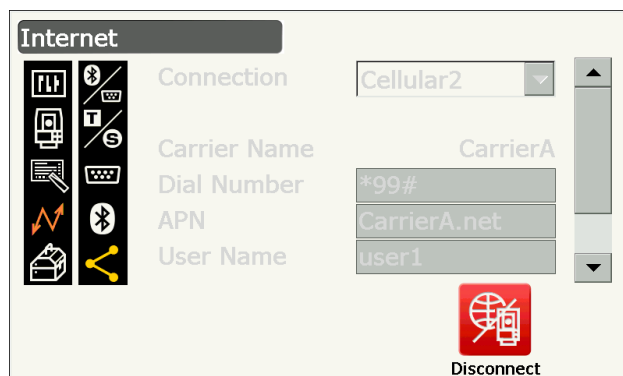 Internet
Connection Cellular2
T
S
Carrier Name CarrierA
Dial Number *99#
APN CarrierA.net
User Name user1
Disconnect